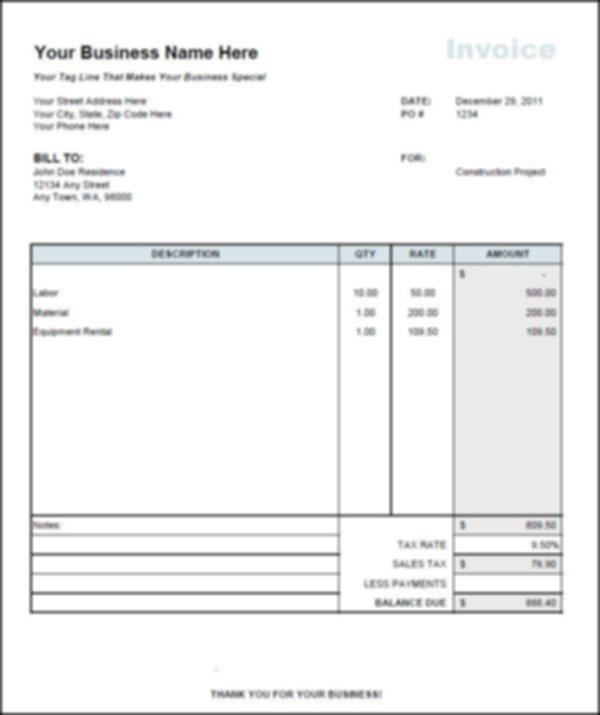 Your Business Name Here
Invoice
Your Tag Line That Makes Your Business Special
Your Street Address Here
DATE: December 29, 2011
Your City, State, Zip Code Here
PO # 1234
Your Phone Here
BILL TO:
FOR:
John Doe Residence
Construction Project
12134 Any Street
Any Town, WA, 98000
DESCRIPTION QTY RATE AMOUNT
$ -
Labor 10.00 50.00 500.00
Material 1.00 200.00 200.00
Equipment Rental 1.00 109.50 109.50
Notes: $ 809.50
TAX RATE 9.50%
SALES TAX $ 76.90
LESS PAYMENTS
BALANCE DUE $ 886.40
THANK YOU FOR YOUR BUSINESS!